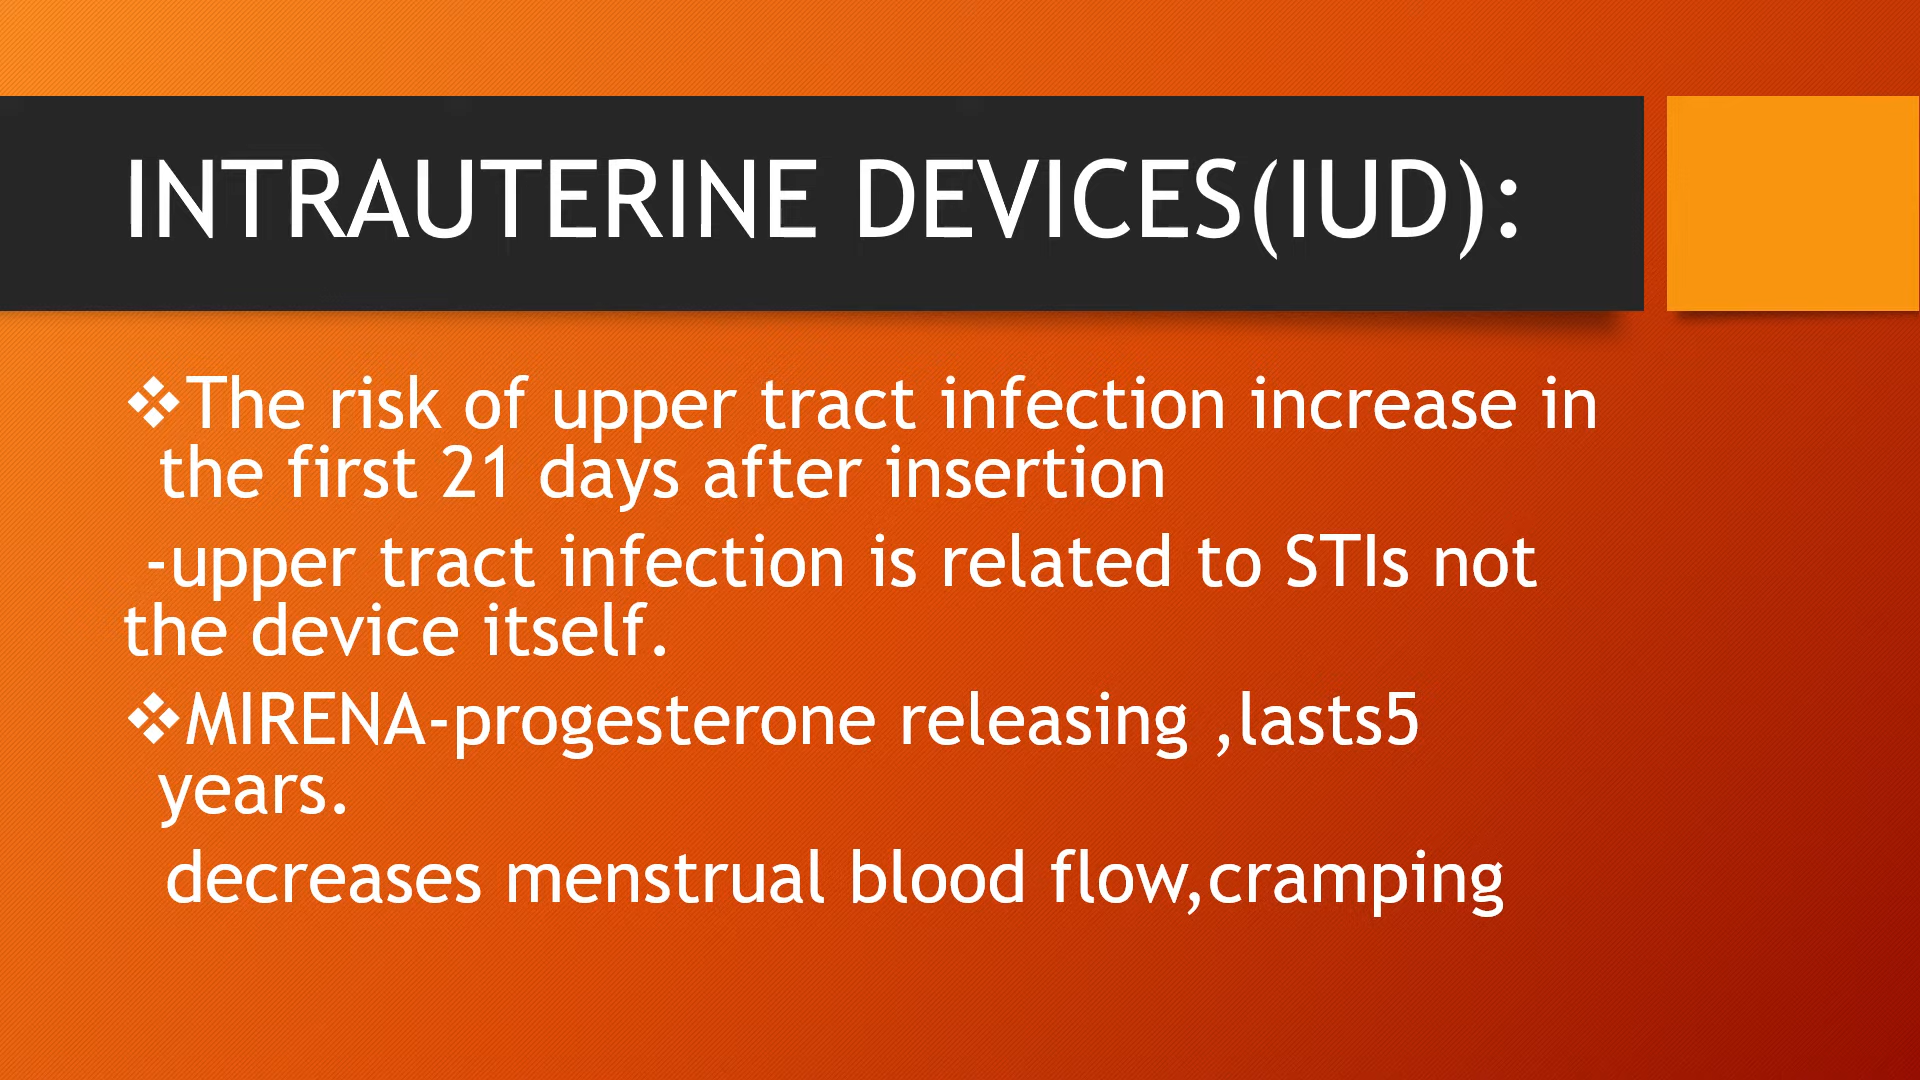 INTRAUTERINE DEVICES(IUD):
❖The risk of upper tract infection increase in
the first 21 days after insertion
-upper tract infection is related to STIs not
the device itself.
❖MIRENA-progesterone releasing ,lasts5
years.
decreases menstrual blood flow,cramping